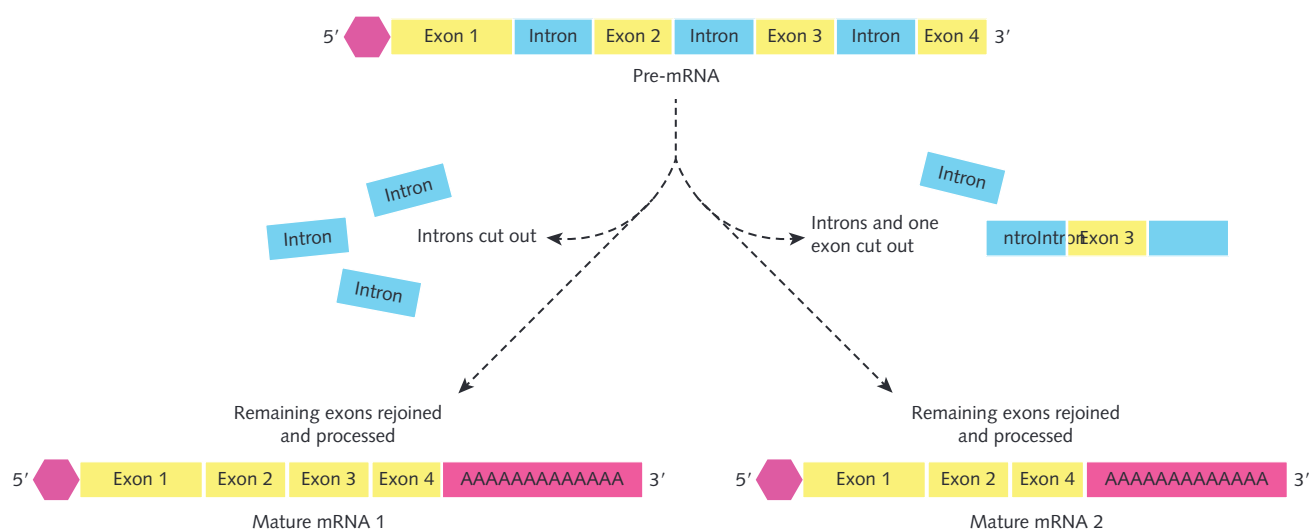 5′ Exon 1 Intron Exon 2 Intron Exon 3 Intron Exon 4 3′
Pre-mRNA
Intron
Intron
Intron
Introns cut out
Introns and one
exon cut out
Intron
ntroIntron Exon 3
Remaining exons rejoined
and processed
5′ Exon 1 Exon 2 Exon 3 Exon 4 AAAAAAAAAAAAA 3′
Mature mRNA 1
Remaining exons rejoined
and processed
5′ Exon 1 Exon 2 Exon 4 AAAAAAAAAAAAA 3′
Mature mRNA 2